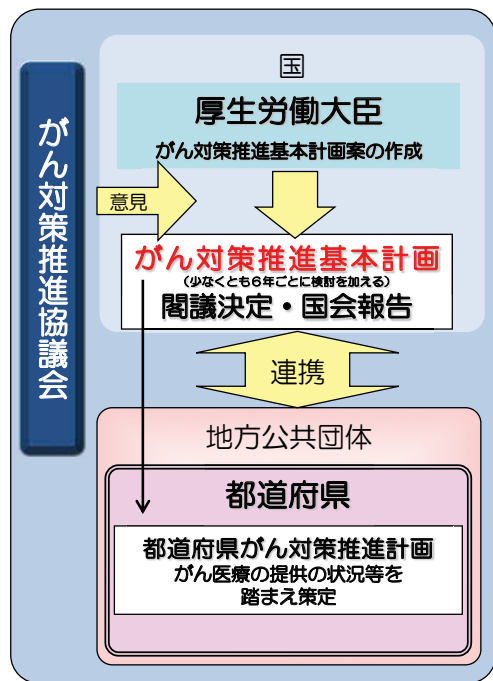 がん対策推進協議会
国
厚生労働大臣
がん対策推進基本計画案の作成
意見
がん対策推進基本計画
(少なくとも6年ごとに検討を加える)
閣議決定・国会報告
連携
地方公共団体
都道府県
都道府県がん対策推進計画
がん医療の提供の状況等を
踏まえ策定